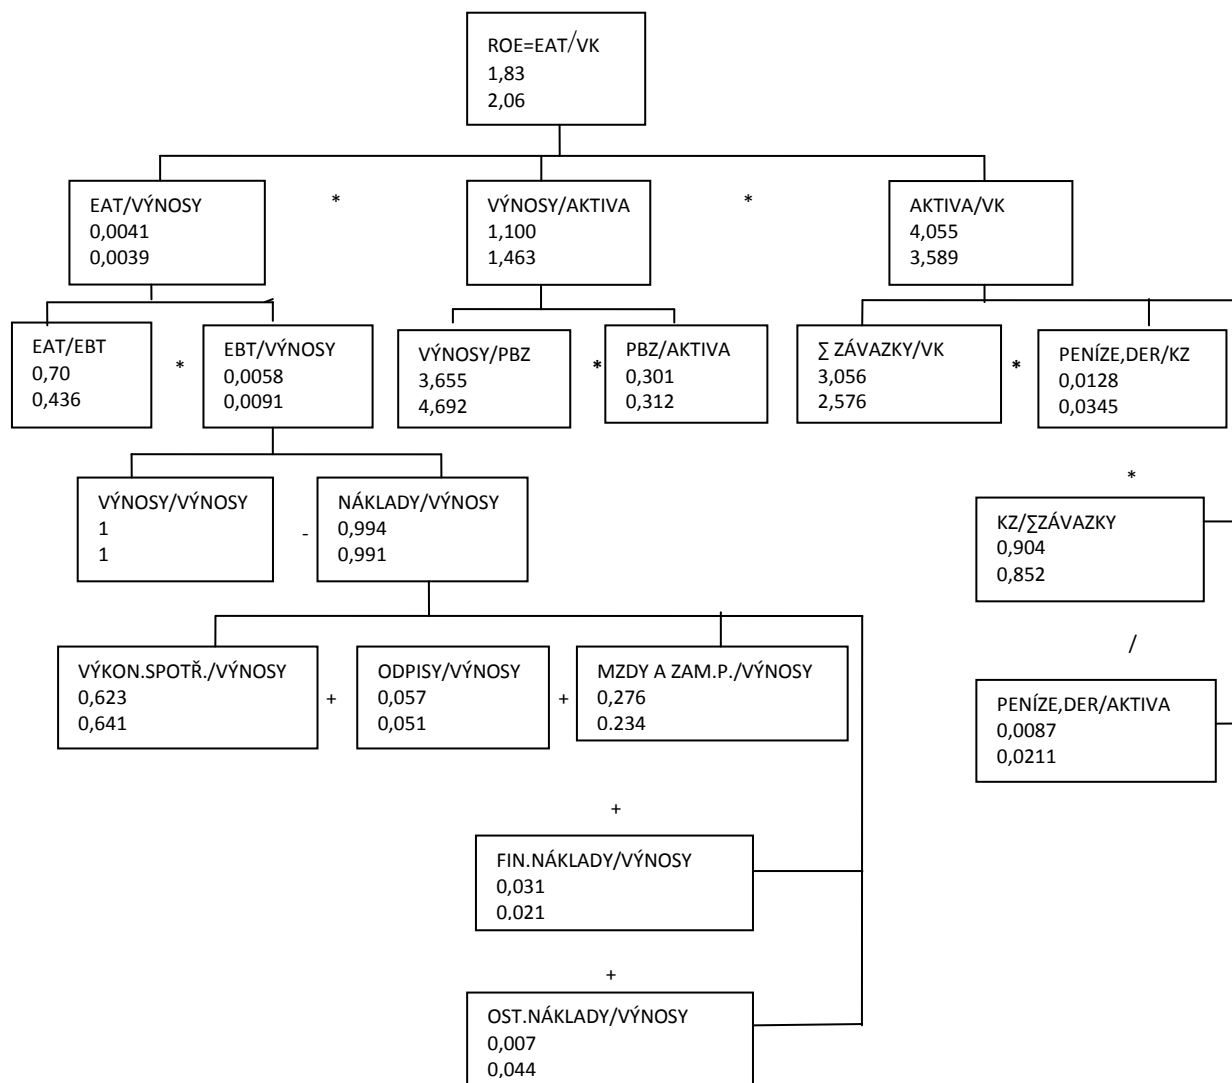 ROE=EAT/VK
1,83
2,06
EAT/VÝNOSY
0,0041
0,0039
*
VÝNOSY/AKTIVA
1,100
1,463
*
AKTIVA/VK
4,055
3,589
EAT/EBT
0,70
0,436
*
EBT/VÝNOSY
0,0058
0,0091
VÝNOSY/PBZ
3,655
4,692
*
PBZ/AKTIVA
0,301
0,312
∑ ZÁVAZKY/VK
3,056
2,576
*
PENÍZE,DER/KZ
0,0128
0,0345
VÝNOSY/VÝNOSY
1
1
-
NÁKLADY/VÝNOSY
0,994
0,991
*
KZ/∑ZÁVAZKY
0,904
0,852
VÝKON.SPOTŘ./VÝNOSY
0,623
0,641
+
ODPISY/VÝNOSY
0,057
0,051
+
MZDY A ZAM.P./VÝNOSY
0,276
0.234
/
PENÍZE,DER/AKTIVA
0,0087
0,0211
+
FIN.NÁKLADY/VÝNOSY
0,031
0,021
+
OST.NÁKLADY/VÝNOSY
0,007
0,044